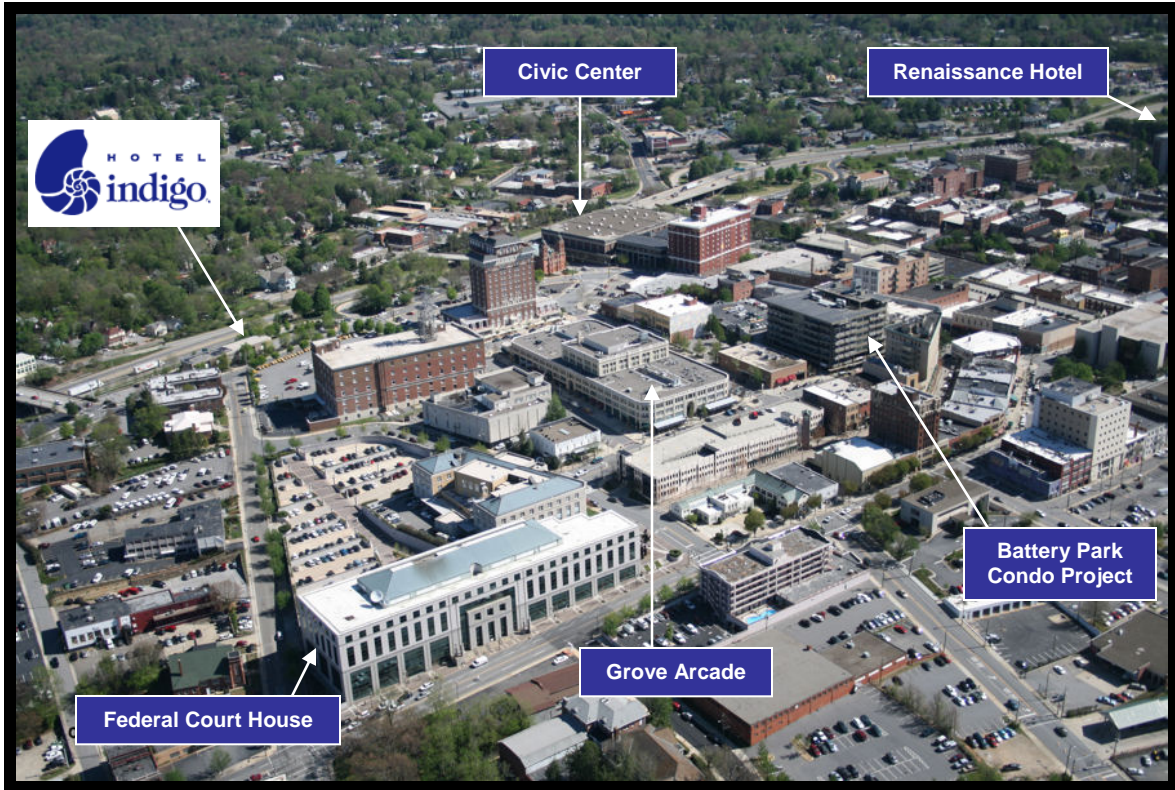 Civic Center
Renaissance Hotel
HOTEL
indigo.
Battery Park
Condo Project
Grove Arcade
Federal Court House